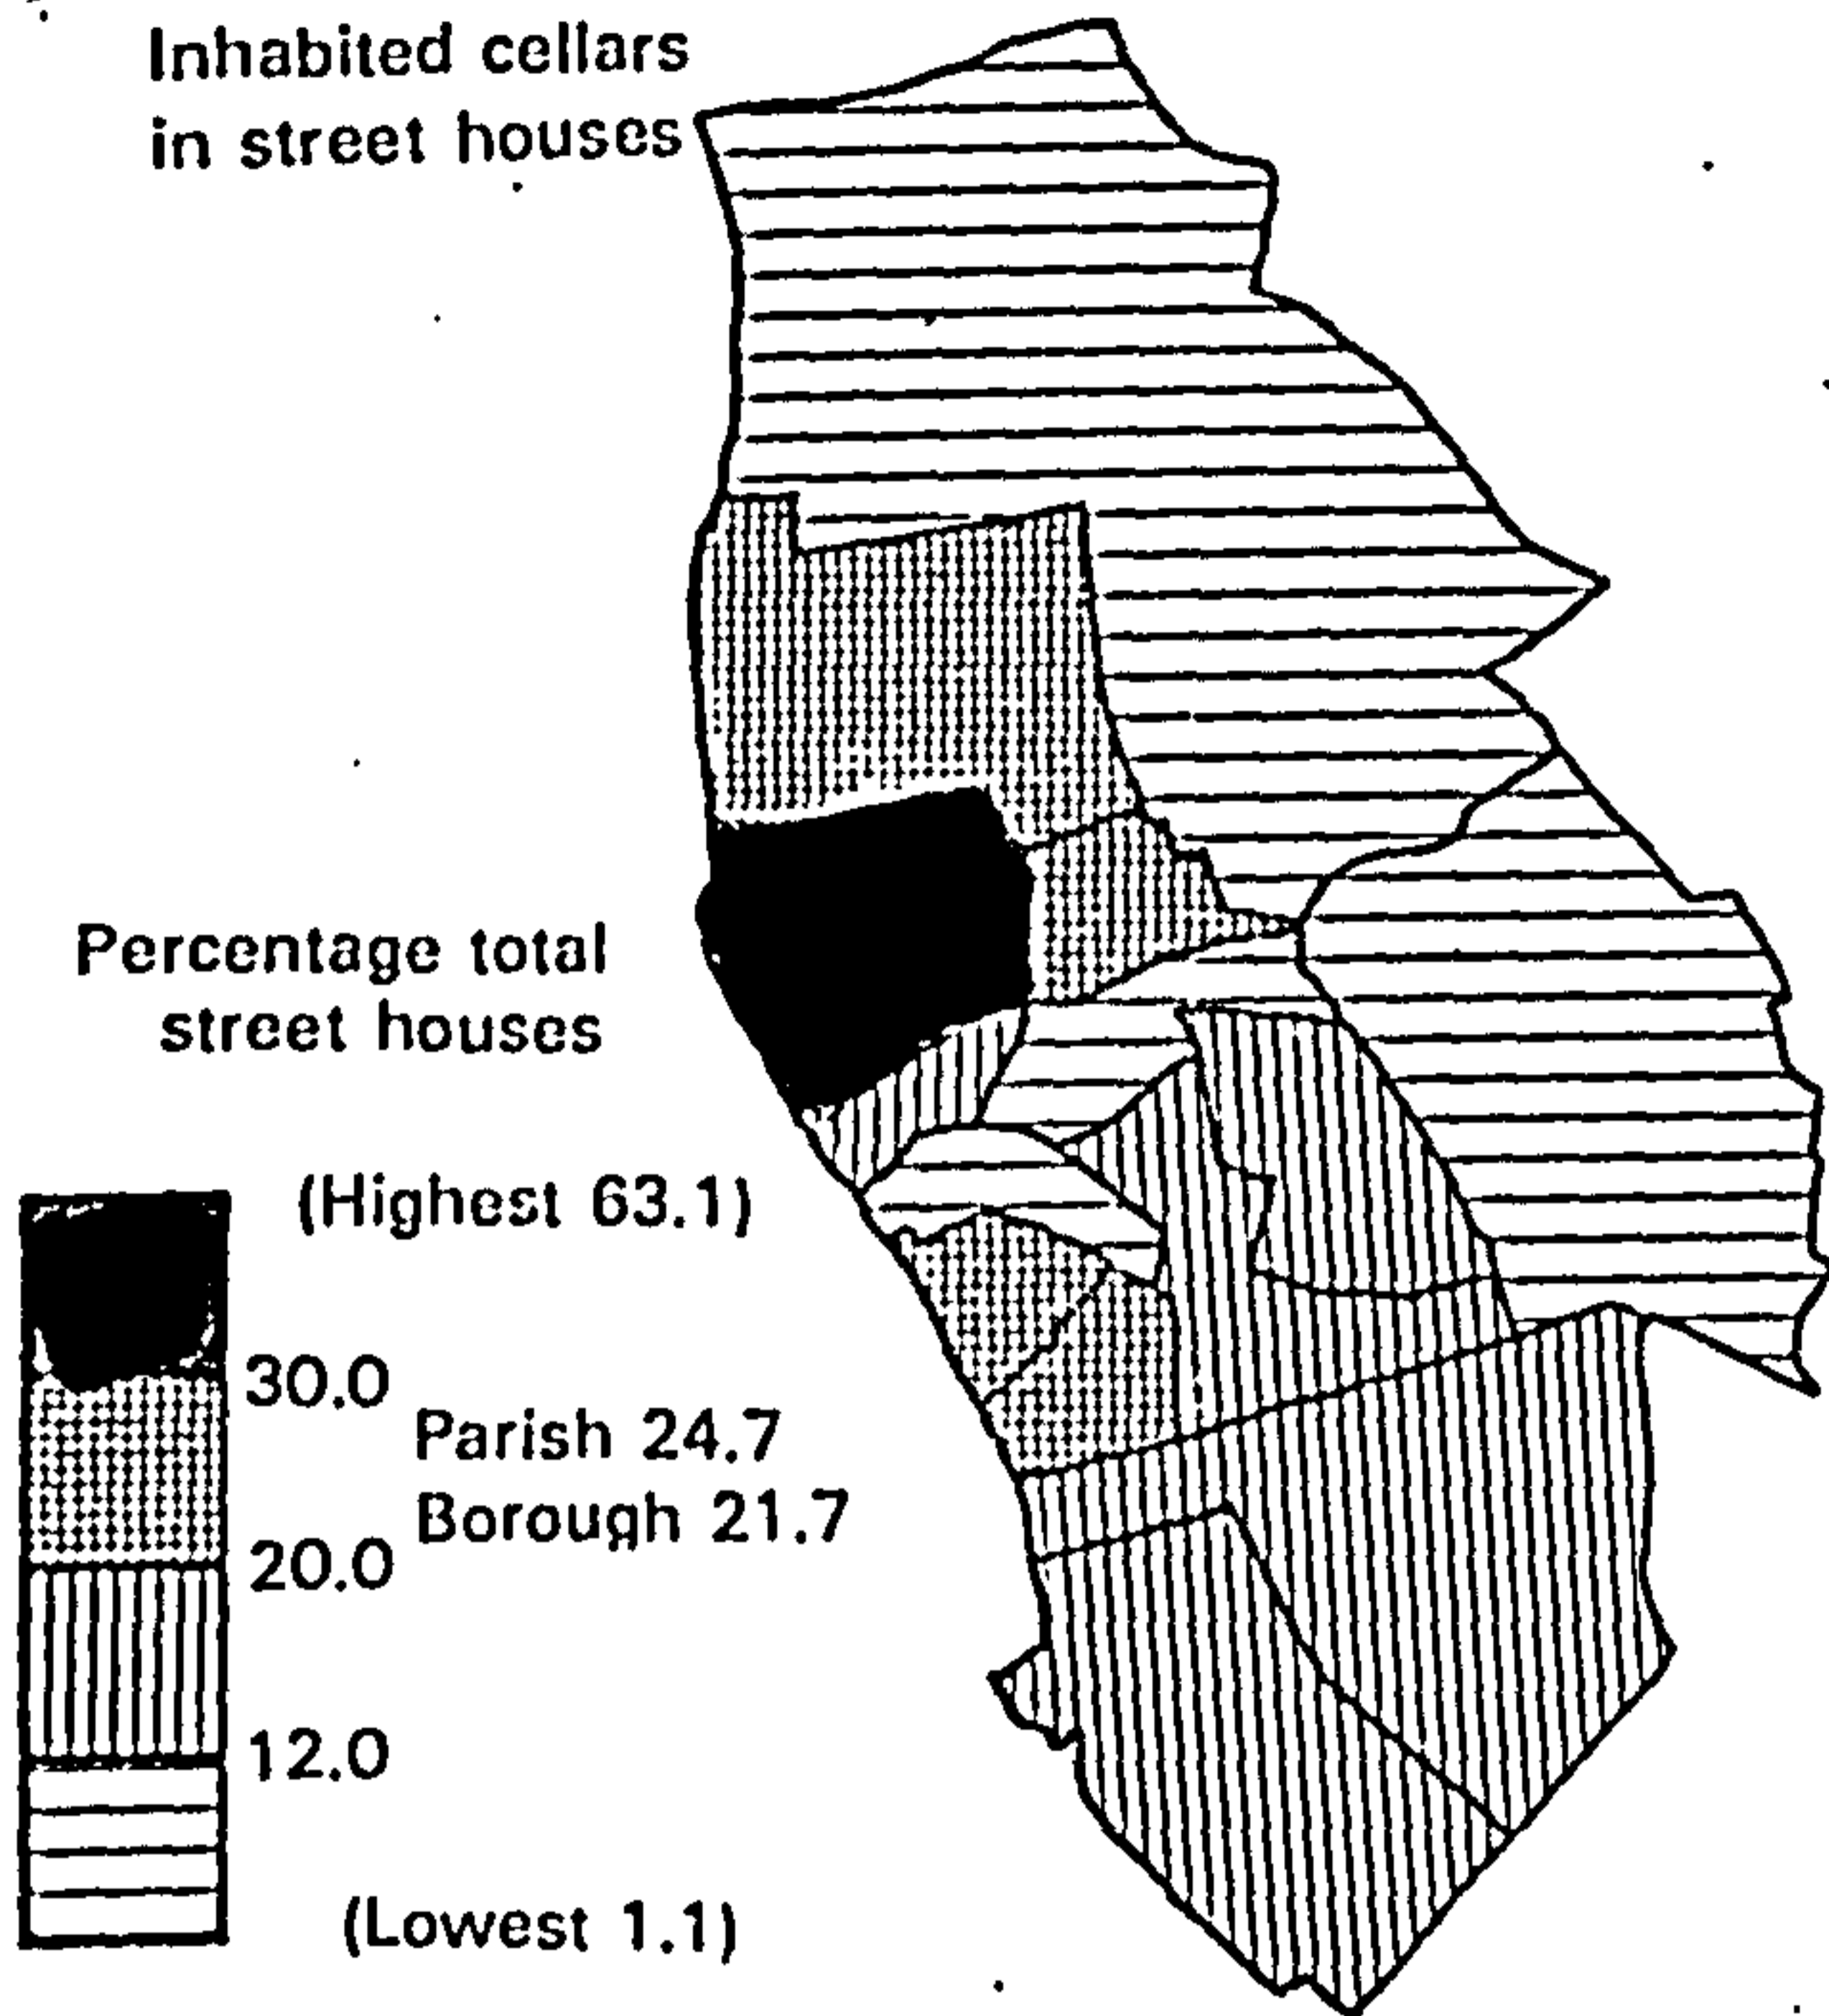 Inhabited cellars
in street houses
Percentage total
street houses
(Highest 63.1)
30.0
Parish 24.7
Borough 21.7
20.0
12.0
(Lowest 1.1)